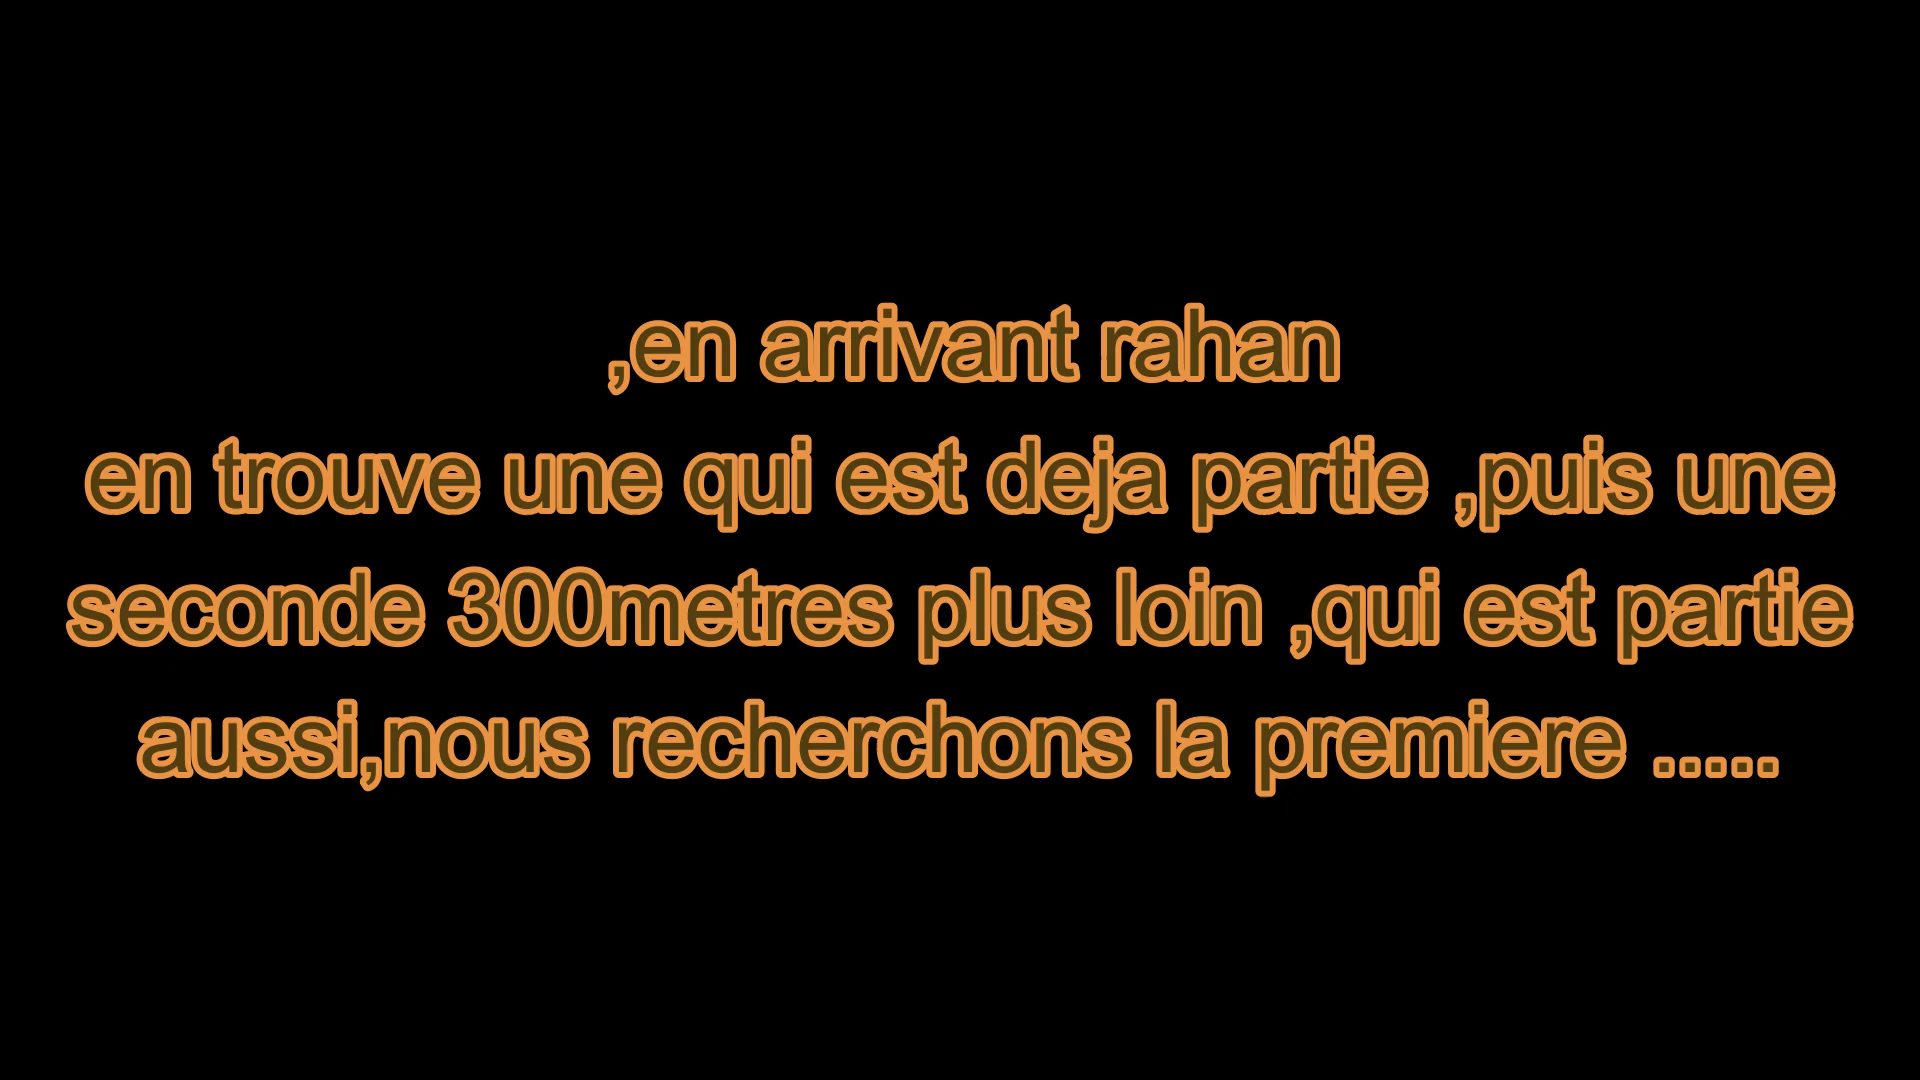 ,en arrivant rahan
en trouve une qui est deja partie ,puis une
seconde 300metres plus loin ,qui est partie
aussi,nous recherchons la premiere .....